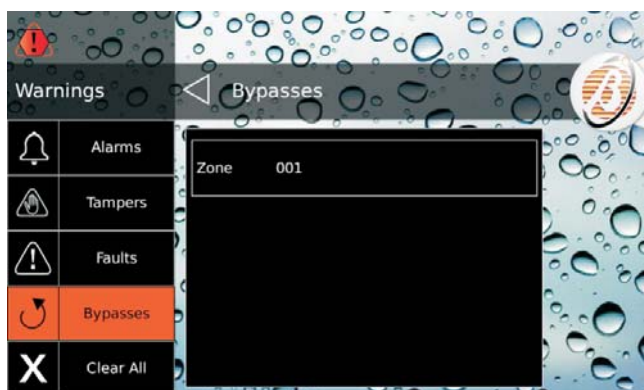 Warnings
Bypasses
Alarms
Zone 001
Tampers
Faults
Bypasses
X Clear All